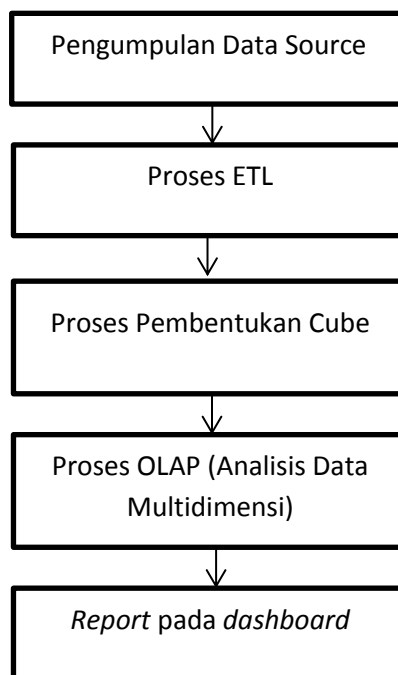 Pengumpulan Data Source
Proses ETL
Proses Pembentukan Cube
Proses OLAP (Analisis Data
Multidimensi)
Report pada dashboard